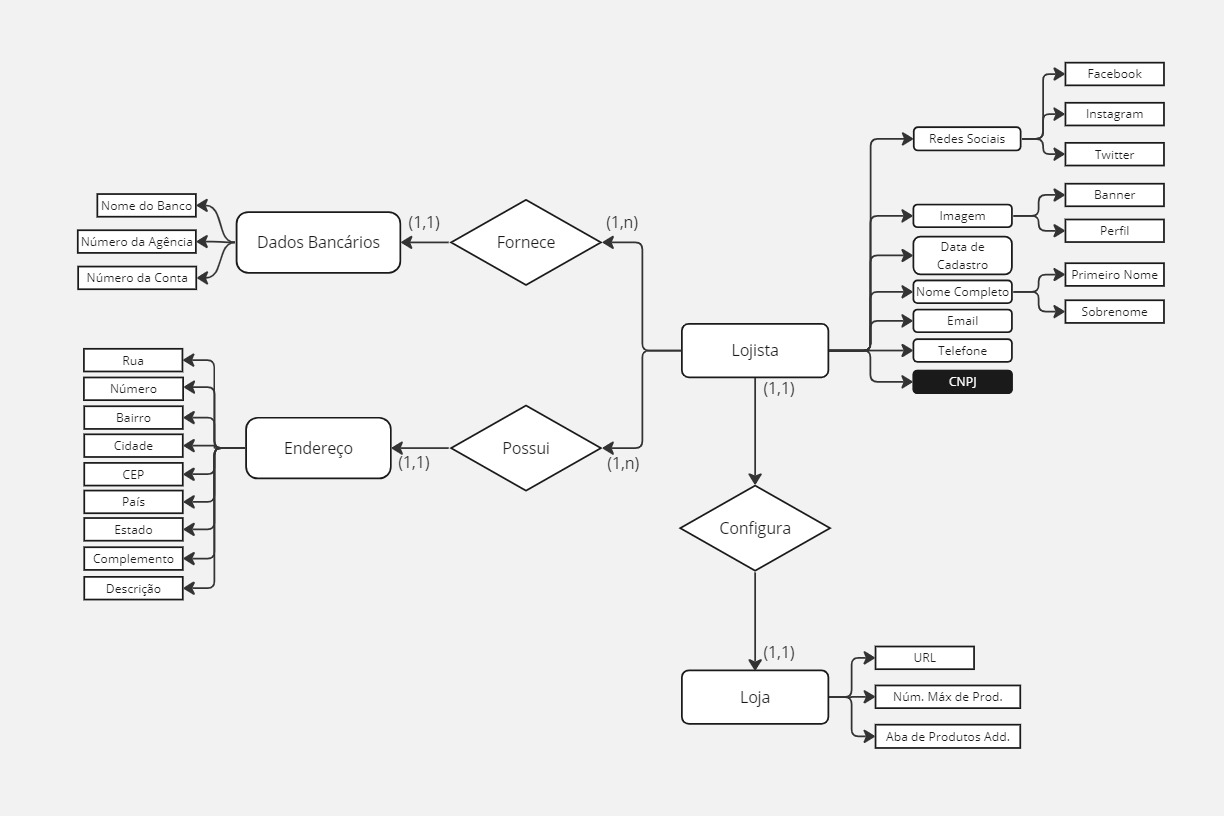 Facebook
Instagram
Redes Sociais
Twitter
Nome do Banco
Número da Agência
Número da Conta
Dados Bancários
(1,1)
Fornece
(1,n)
Banner
Imagem
Perfil
Data de
Cadastro
Primeiro Nome
Nome Completo
Sobrenome
Email
Lojista
Telefone
CNPJ
(1,1)
Rua
Número
Bairro
Cidade
CEP
País
Estado
Complemento
Descrição
Endereço
(1,1)
Possui
(1,n)
Configura
(1,1)
Loja
URL
Núm. Máx de Prod.
Aba de Produtos Add.